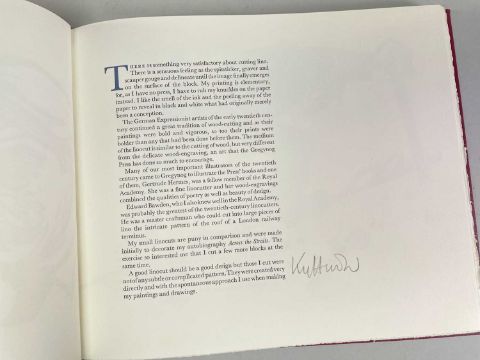 THERE IS something very satisfactory about cutting lino.
There is a sensuous feeling as the spitsticker, graver and
scauper gouge and delineate until the image finally emerges
on the surface of the block. My printing is elementary,
for, as I have no press, I have to rub my knuckles on the paper
instead. I like the smell of the ink and the peeling away of the
paper to reveal in black and white what had originally merely
been a conception.
The German Expressionist artists of the early twentieth cen-
tury continued a great tradition of wood-cutting and as their
paintings were bold and vigorous, so too their prints were
bolder than any that had been done before them. The medium
of the linocut is similar to the cutting of wood, but very different
from the delicate wood-engraving, an art that the Gregynog
Press has done so much to encourage.
Many of our most important illustrators of the twentieth
century came to Gregynog to illustrate the Press' books and one
of them, Gertrude Hermes, was a fellow member of the Royal
Academy. She was a fine linocutter and her wood-engravings
combined the qualities of poetry as well as beauty of design.
Edward Bawden, who I also knew well in the Royal Academy,
was probably the greatest of the twentieth-century linocutters.
He was a master craftsman who could cut into large pieces of
lino the intricate pattern of the roof of a London railway
terminus.
My small linocuts are puny in comparison and were made
initially to decorate my autobiography Across the Straits. The
exercise so interested me that I cut a few more blocks at the
same time.
A good linocut should be a good design but those I cut were
not of any subtle or complicated pattern. They were created very
directly and with the spontaneous approach I use when making
my paintings and drawings.